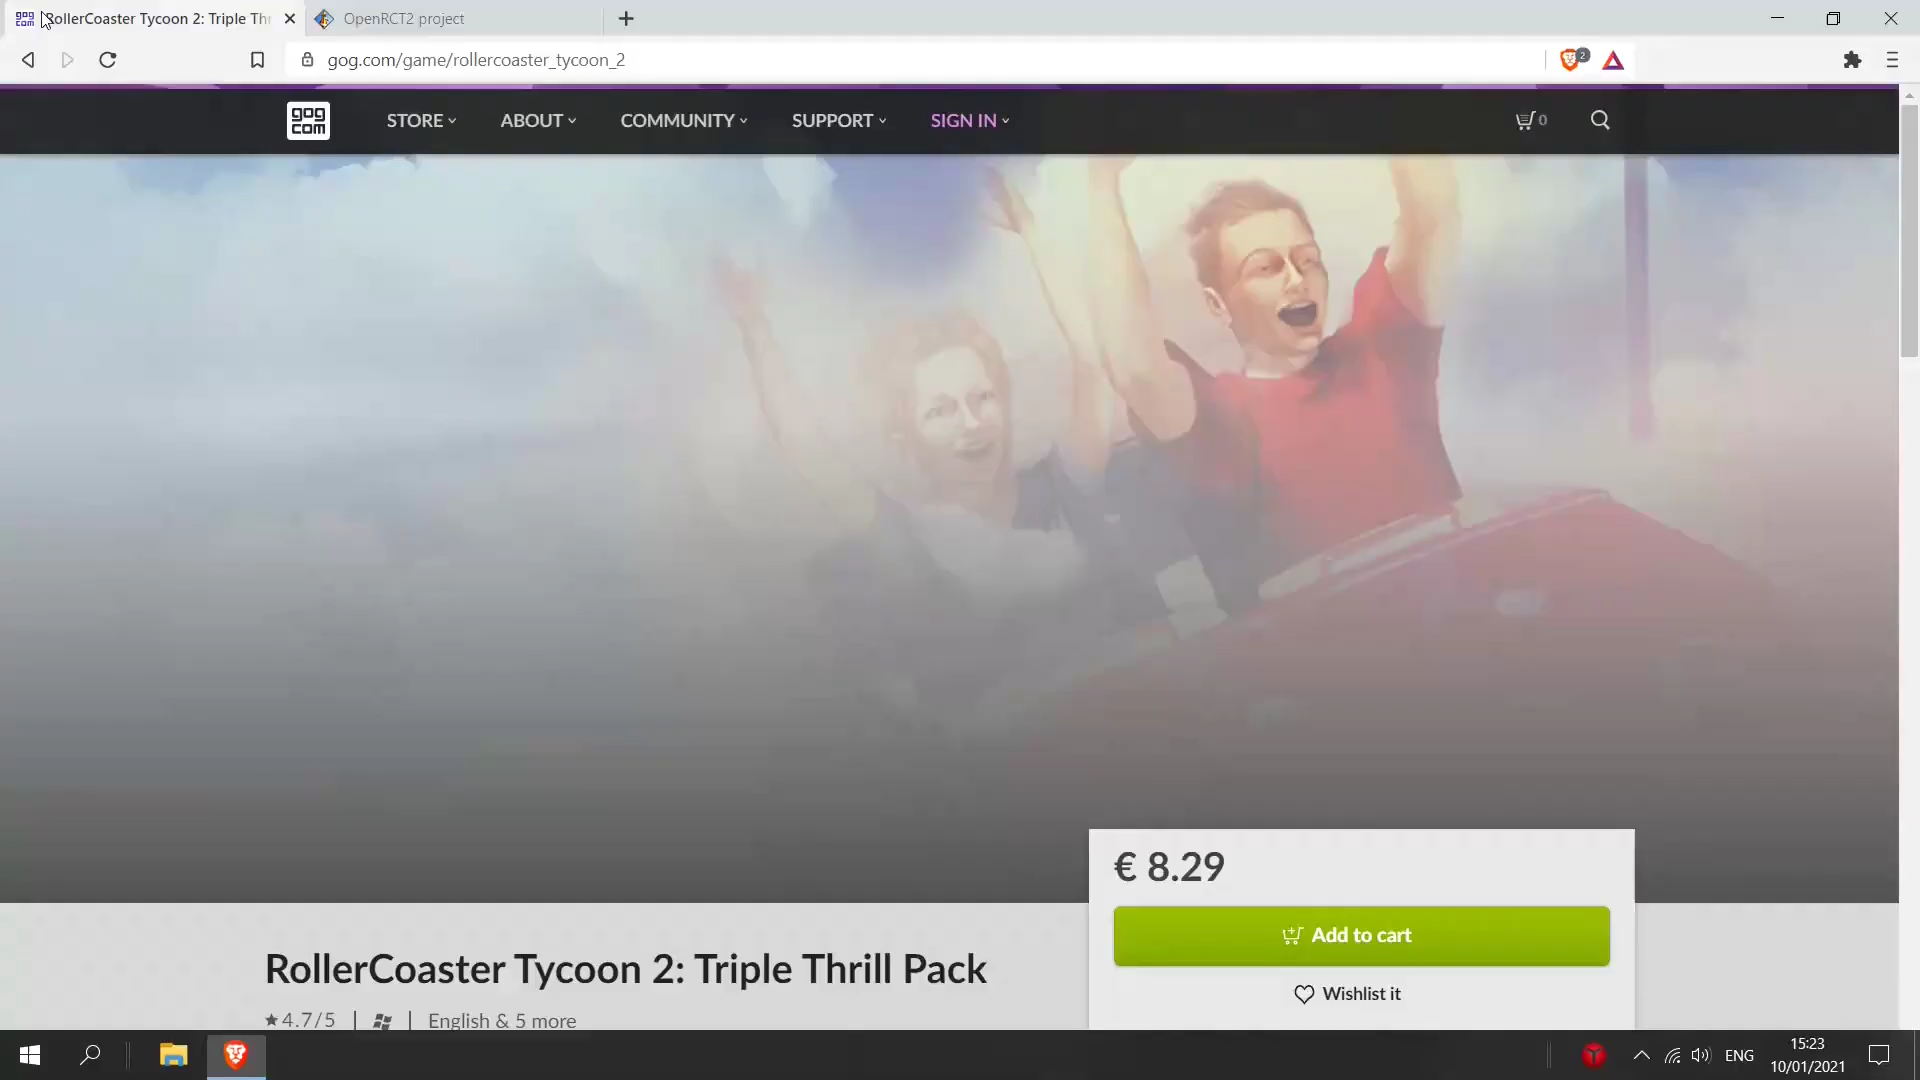 RollerCoaster Tycoon 2: Triple Thr
OpenRCT2 project
gog.com/game/rollercoaster_tycoon_2
2
gog
com
STORE
ABOUT
COMMUNITY
SUPPORT
SIGN IN
0
€ 8.29
Add to cart
Wishlist it
RollerCoaster Tycoon 2: Triple Thrill Pack
4.7/5 | | English & 5 more
ENG
15:23
10/01/2021